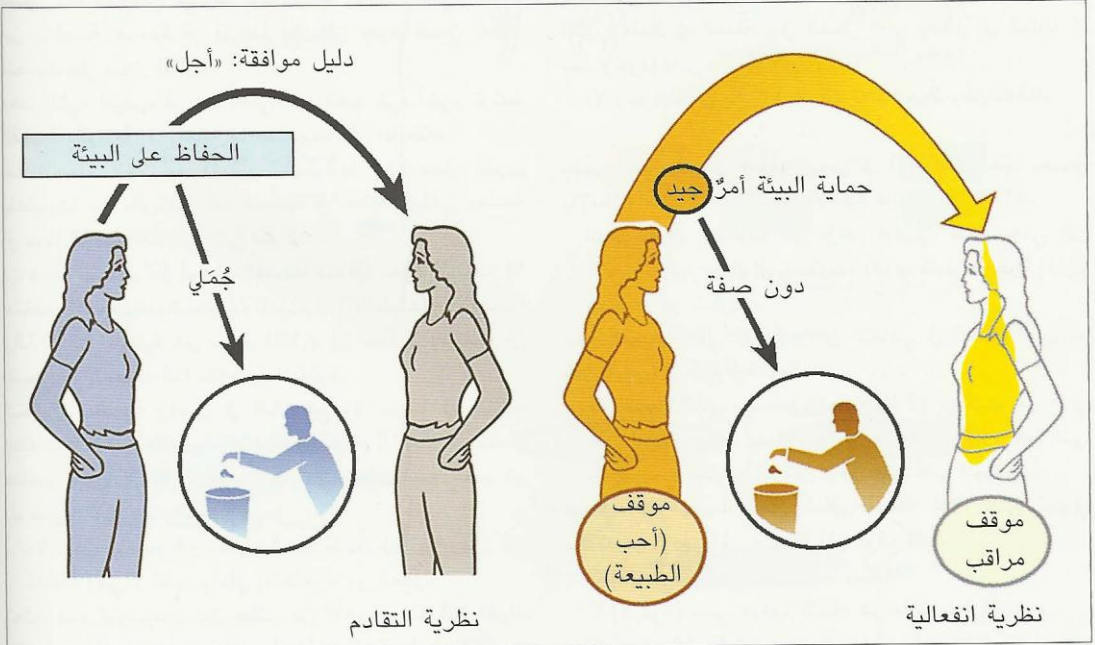 دليل موافقة: «أجل»
الحفاظ على البيئة
جُمَلي
نظرية التقادم
حماية البيئة أمرٌ جيد
دون صفة
موقف
(أحب
الطبيعة)
موقف
مراقب
نظرية انفعالية